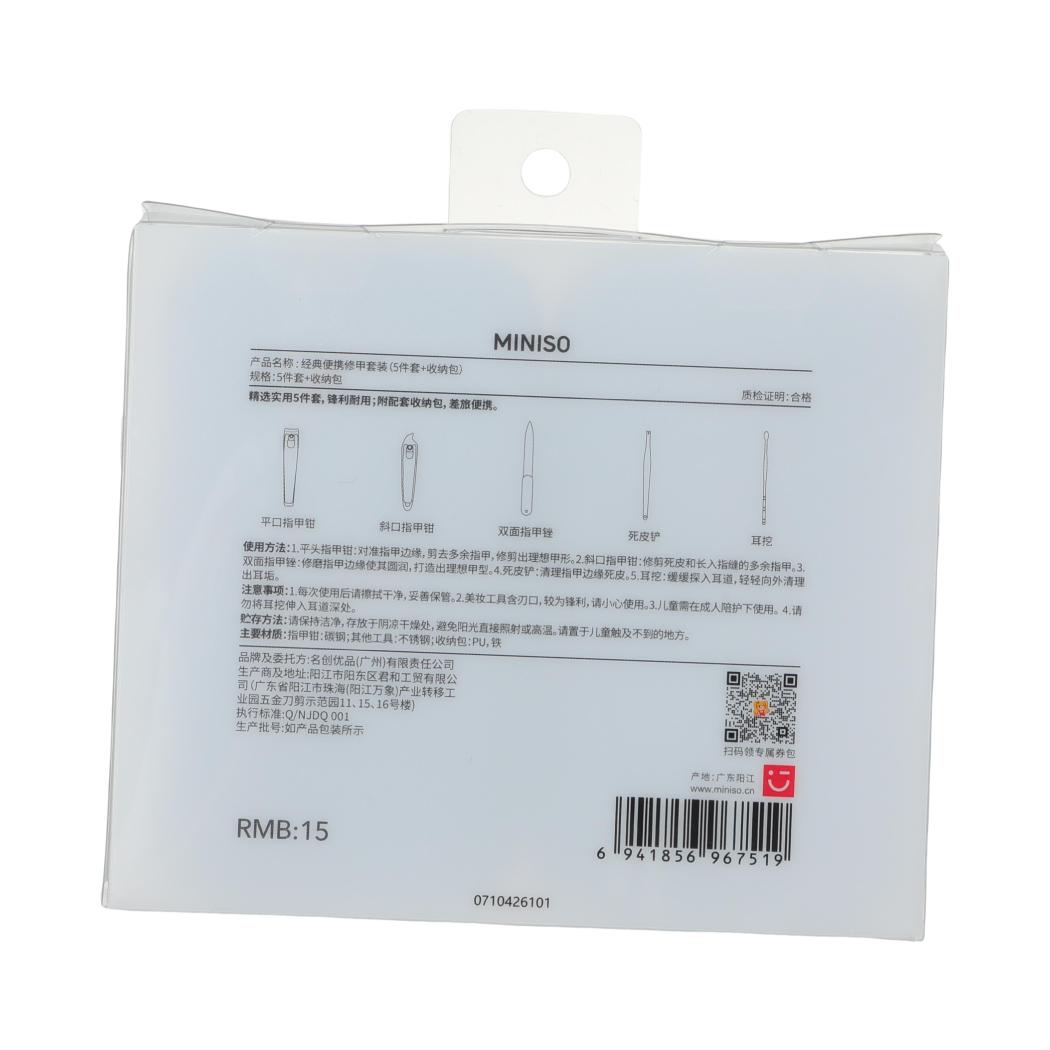 MINISO
产品名称：经典便携修甲套装（5件套+收纳包）
规格：5件套+收纳包
质检证明：合格
精选实用5件套，锋利耐用；附配套收纳包，差旅便携。
平口指甲钳
斜口指甲钳
双面指甲锉
死皮铲
耳挖
使用方法：1.平头指甲钳：对准指甲边缘，剪去多余指甲，修剪出理想甲形。2.斜口指甲钳：修剪死皮和长入指缝的多余指甲。3.
双面指甲锉：修磨指甲边缘使其圆润，打造出理想甲型。4.死皮铲：清理指甲边缘死皮。5.耳挖：缓缓探入耳道，轻轻向外清理
出耳垢。
注意事项：1.每次使用后请擦拭干净，妥善保管。2.美妆工具含刃口，较为锋利，请小心使用。3.儿童需在成人陪护下使用。4.请
勿将耳挖伸入耳道深处。
贮存方法：请保持洁净，存放于阴凉干燥处，避免阳光直接照射或高温。请置于儿童触及不到的地方。
主要材质：指甲钳：碳钢；其他工具：不锈钢；收纳包：PU，铁
品牌及委托方：名创优品（广州）有限责任公司
生产商及地址：阳江市阳东区君和工贸有限公
司（广东省阳江市珠海（阳江万象）产业转移工
业园五金刀剪示范园11、15、16号楼）
执行标准：Q/NJDQ 001
生产批号：如产品包装所示
扫码领专属券包
产地：广东阳江
www.miniso.cn
RMB:15
6 941856 967519
0710426101